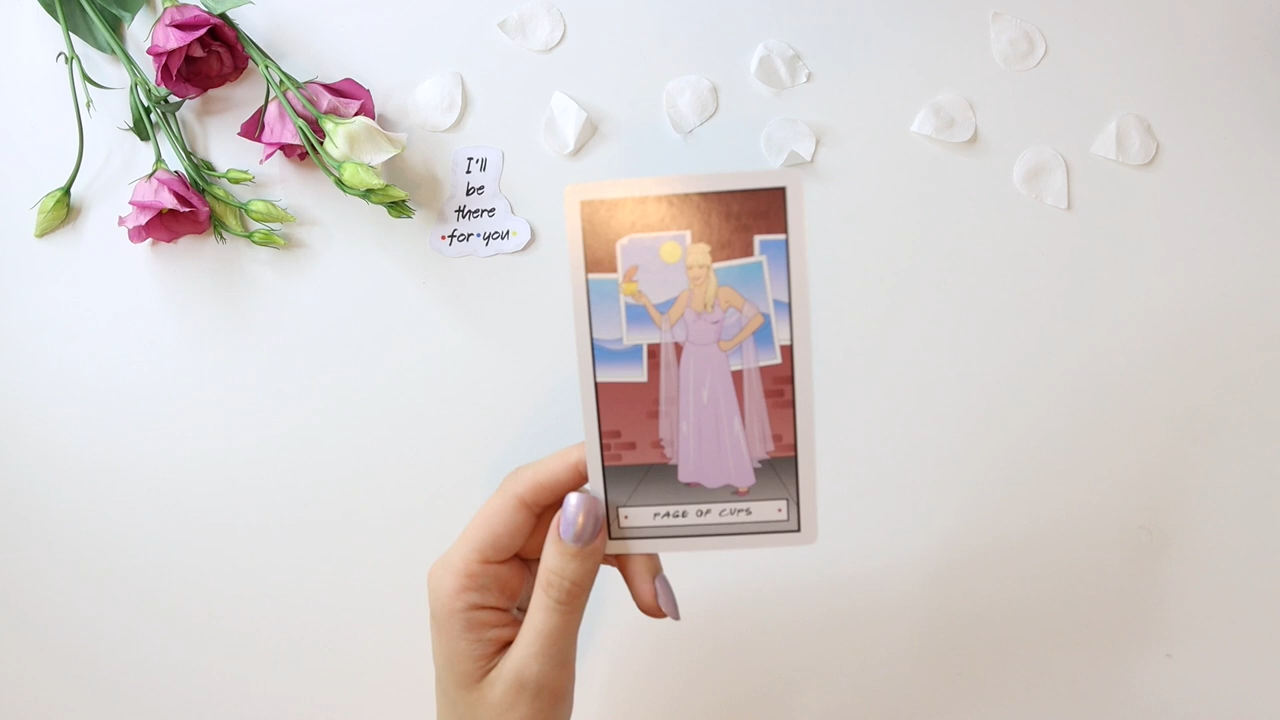 I'll
be
there
•for•you•
PAGE OF CUPS